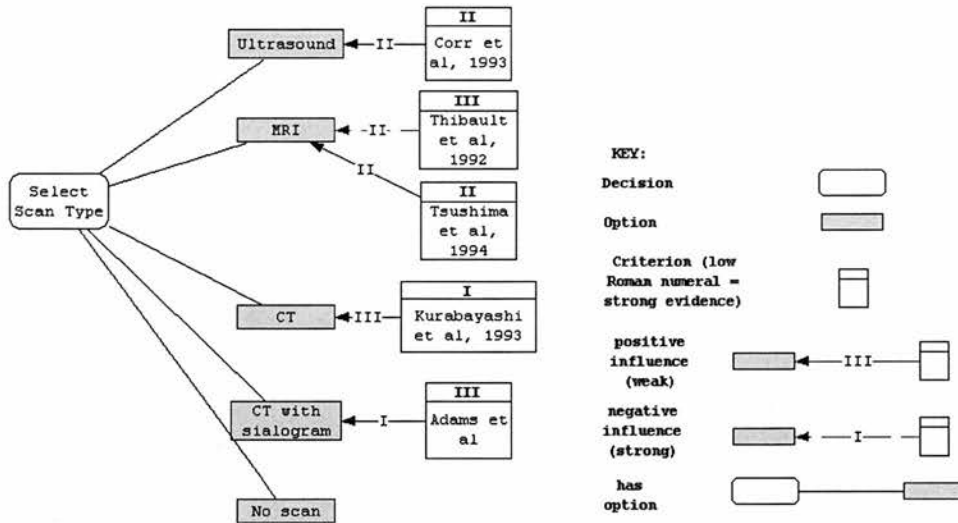 Select
Scan Type
Ultrasound
II
II
Corr et
al, 1993
MRI
-II-
III
Thibault
et al,
1992
II
II
Tsushima
et al,
1994
CT
III
I
Kurabayashi
et al, 1993
CT with
sialogram
I
III
Adams et
al
No scan
KEY:
Decision
Option
Criterion (low
Roman numeral =
strong evidence)
positive
influence
(weak)
III
negative
influence
(strong)
I
has
option